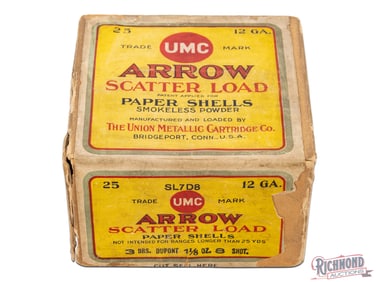 25 12 GA.
TRADE UMC MARK
ARROW
SCATTER LOAD
PATENT APPLIED FOR
PAPER SHELLS
SMOKELESS POWDER
MANUFACTURED AND LOADED BY
THE UNION METALLIC CARTRIDGE CO.
BRIDGEPORT, CONN. U.S.A.
25 SL7D8 12 GA.
TRADE UMC MARK
ARROW
SCATTER LOAD
PAPER SHELLS
NOT INTENDED FOR RANGES LONGER THAN 25 YDS
3 DRS. DUPONT 1⅛ OZ 8 SHOT.
CUT SEAL HERE
RICHMOND
AUCTIONS